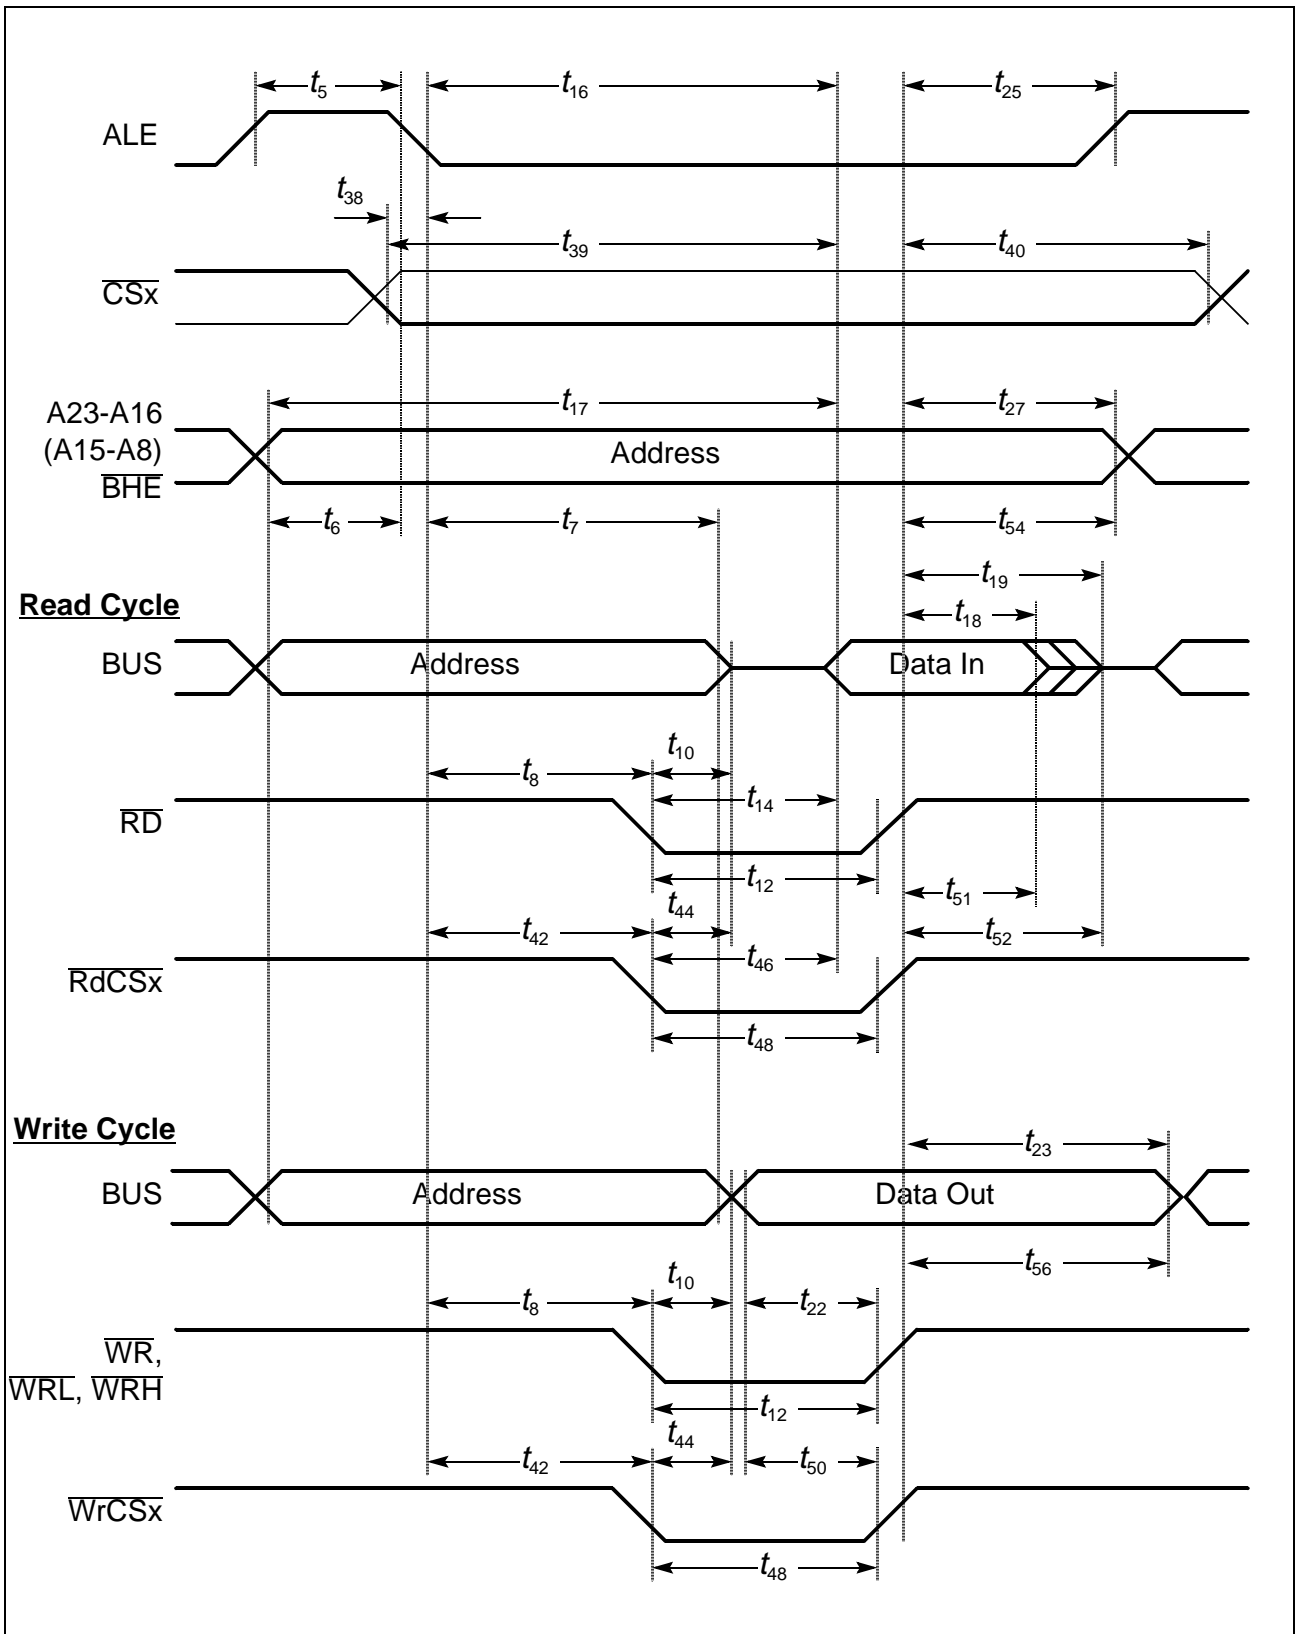 t5 t16 t25
ALE
t38
t39 t40
CSx
t17 t27
A23-A16
(A15-A8)
BHE
Address
t6 t7 t54
t19
Read Cycle
t18
BUS Address Data In
t10
t8
t14
RD
t12 t51
t44
t42 t52
t46
RdCSx
t48
Write Cycle
t23
BUS Address Data Out
t56
t10
t8 t22
WR,
WRL, WRH
t12
t44
t42 t50
WrCSx
t48